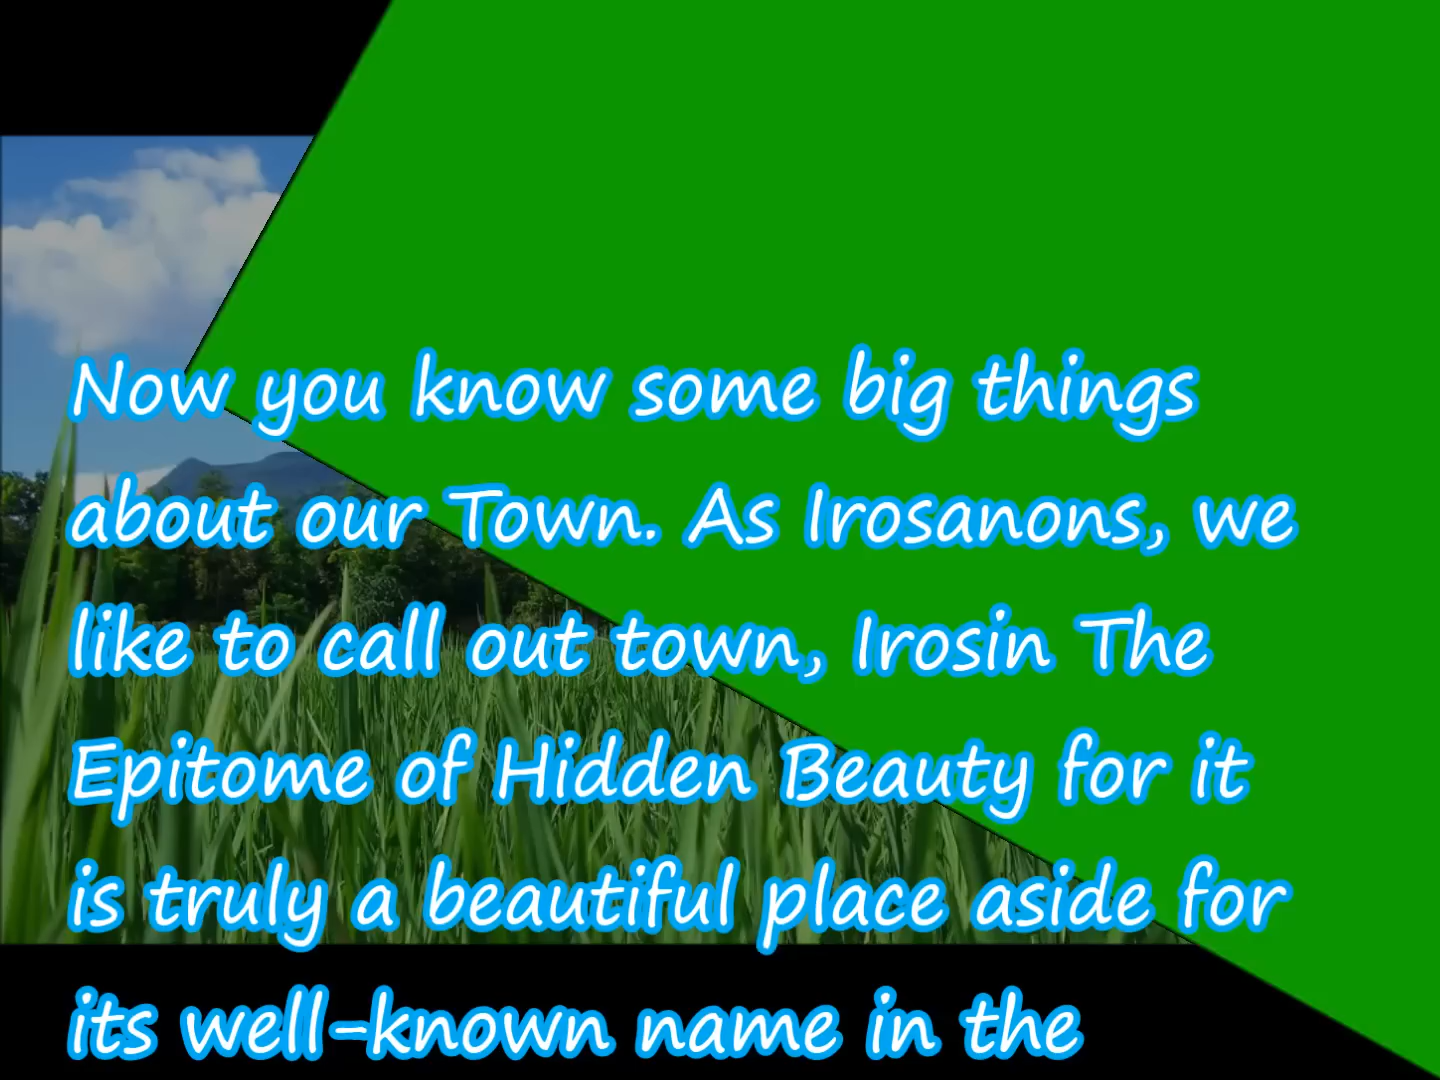 Now you know some big things
about our Town. As Irosanons, we
like to call out town, Irosin The
Epitome of Hidden Beauty for it
is truly a beautiful place aside for
its well-known name in the